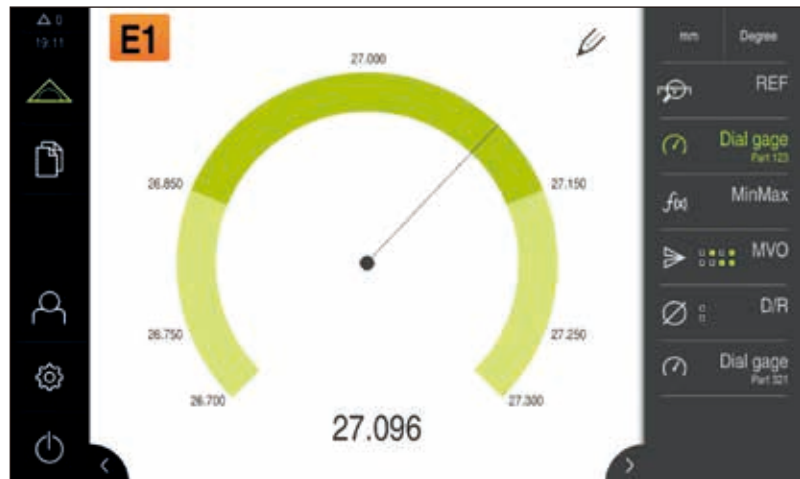 0
19:11
E1
27.000
26.850
27.150
26.750
27.250
26.700
27.300
27.096
mm
Degree
REF
Dial gage
Part 123
f(x)
MinMax
MVO
D/R
Dial gage
Part 321